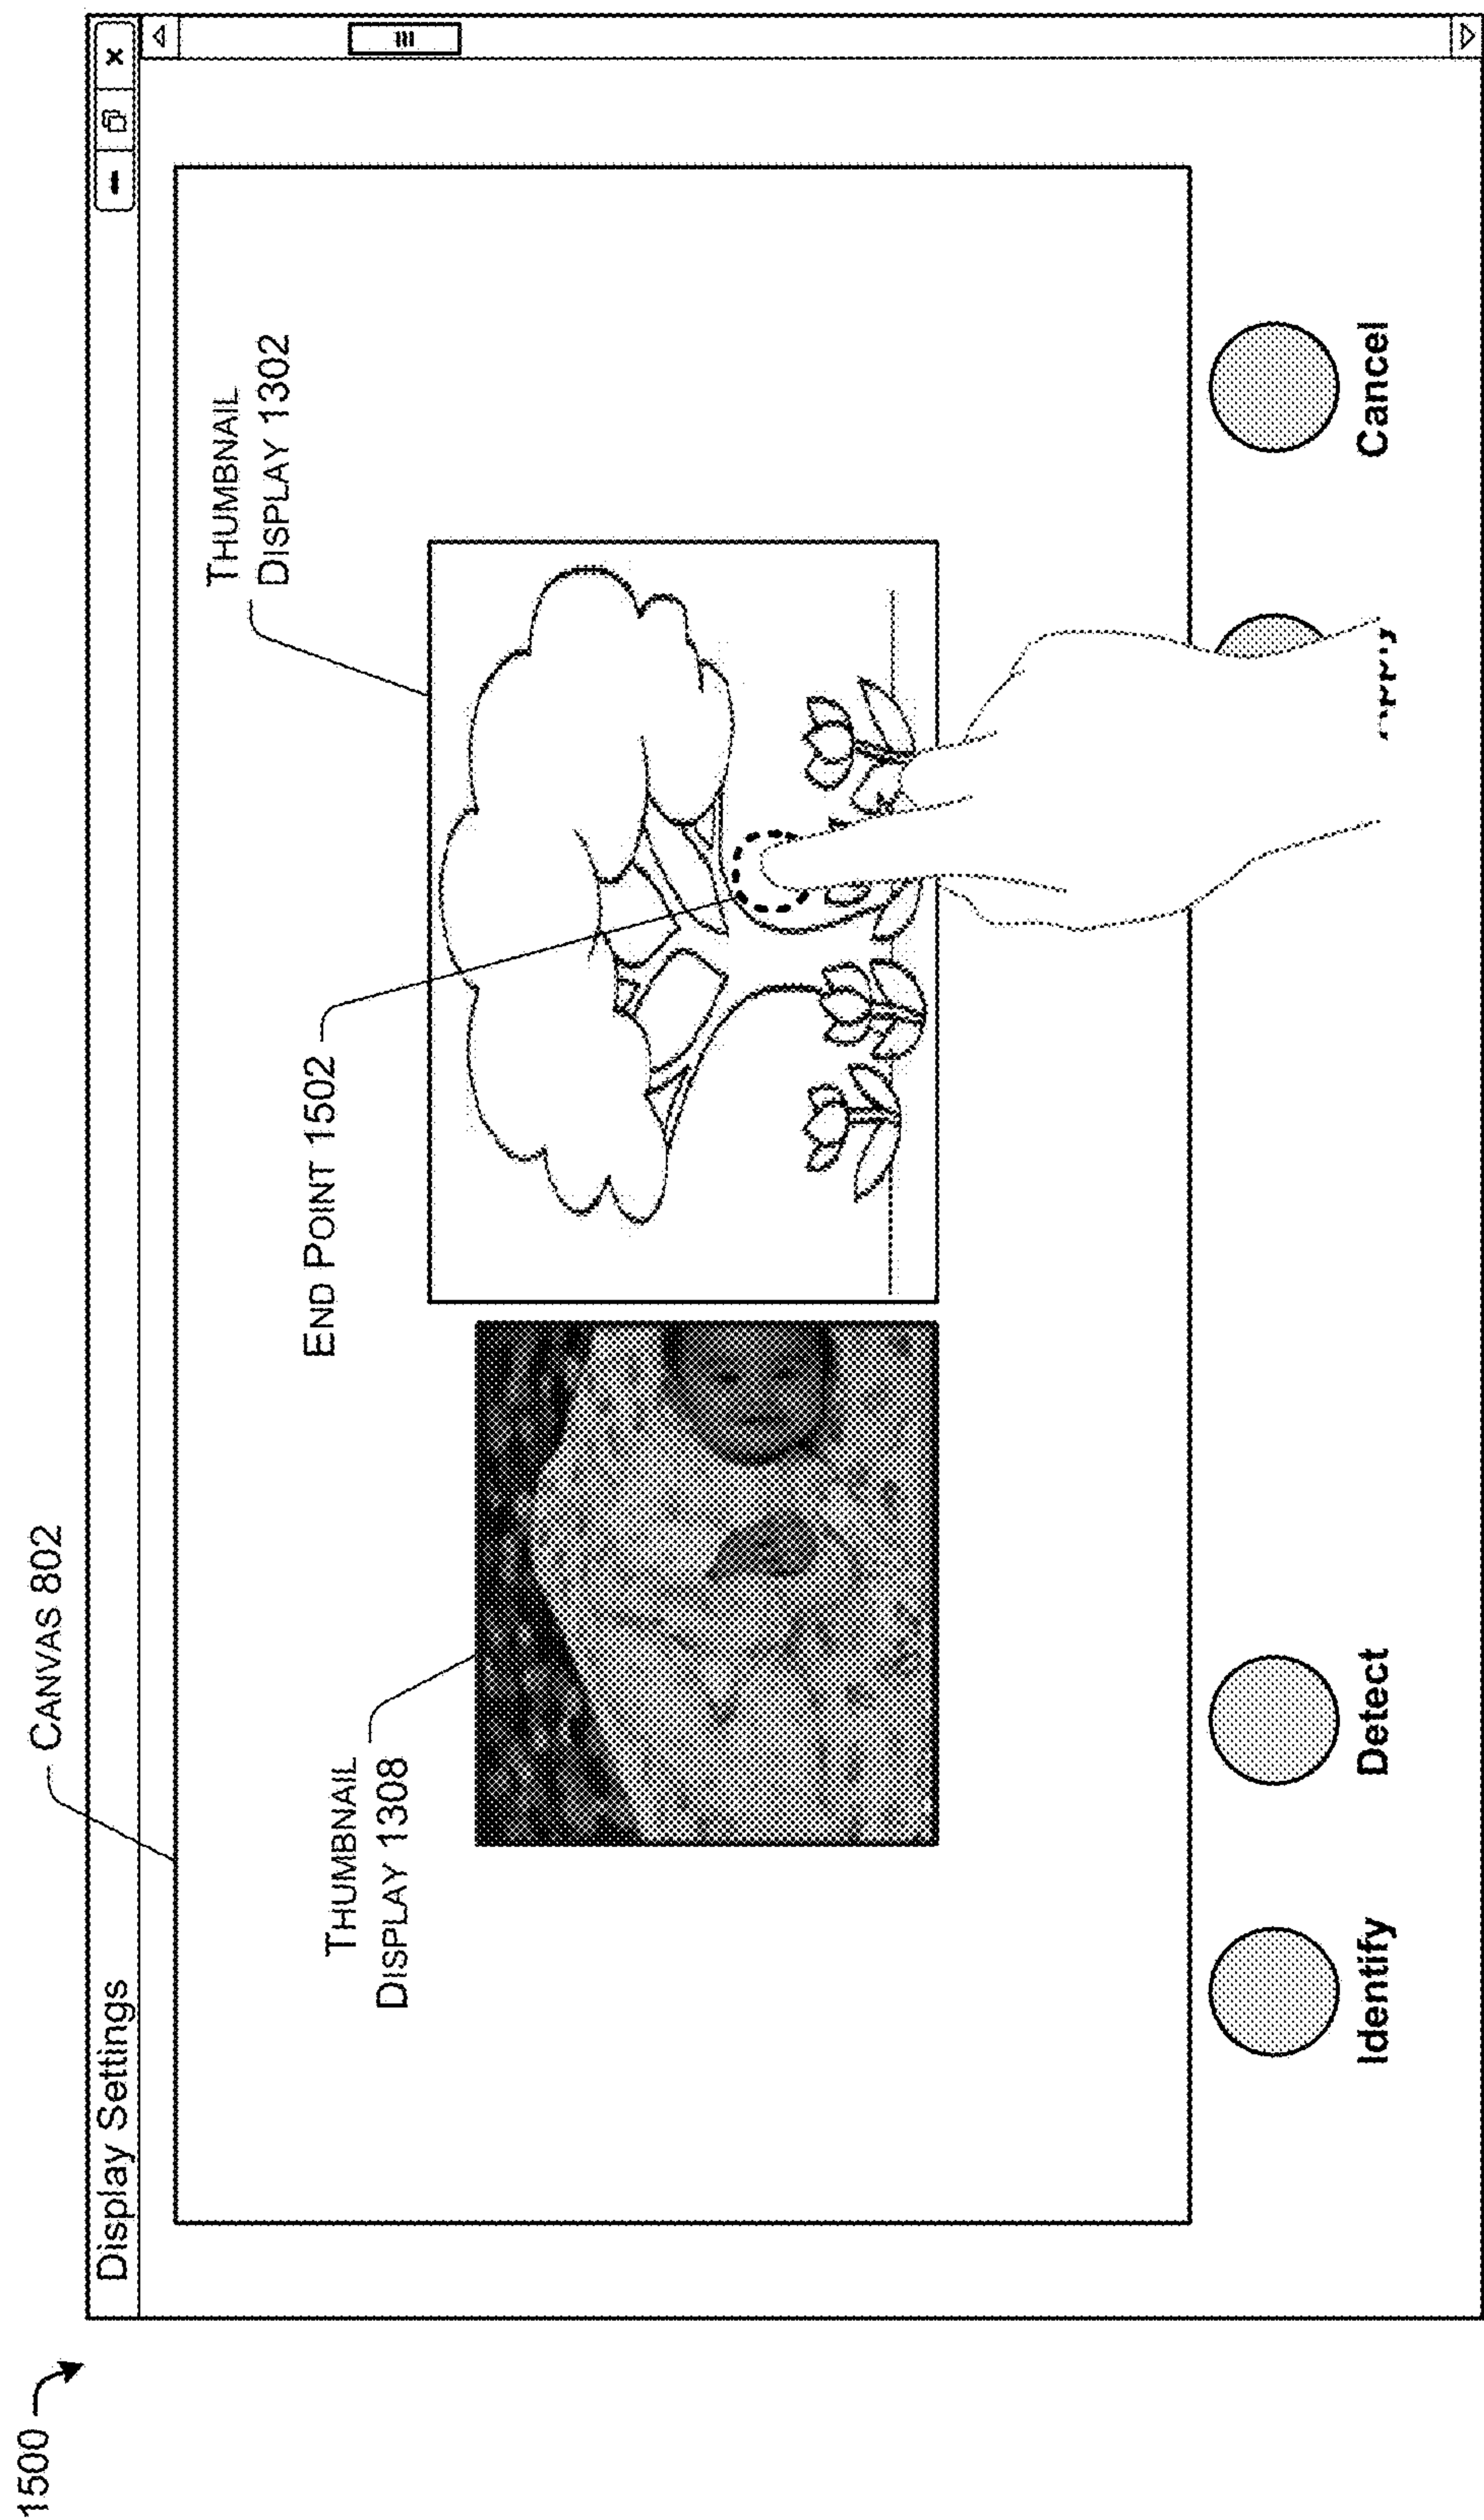 1500
CANVAS 802
Display Settings
THUMBNAIL
DISPLAY 1308
END POINT 1502
THUMBNAIL
DISPLAY 1302
Identify
Detect
Cancel